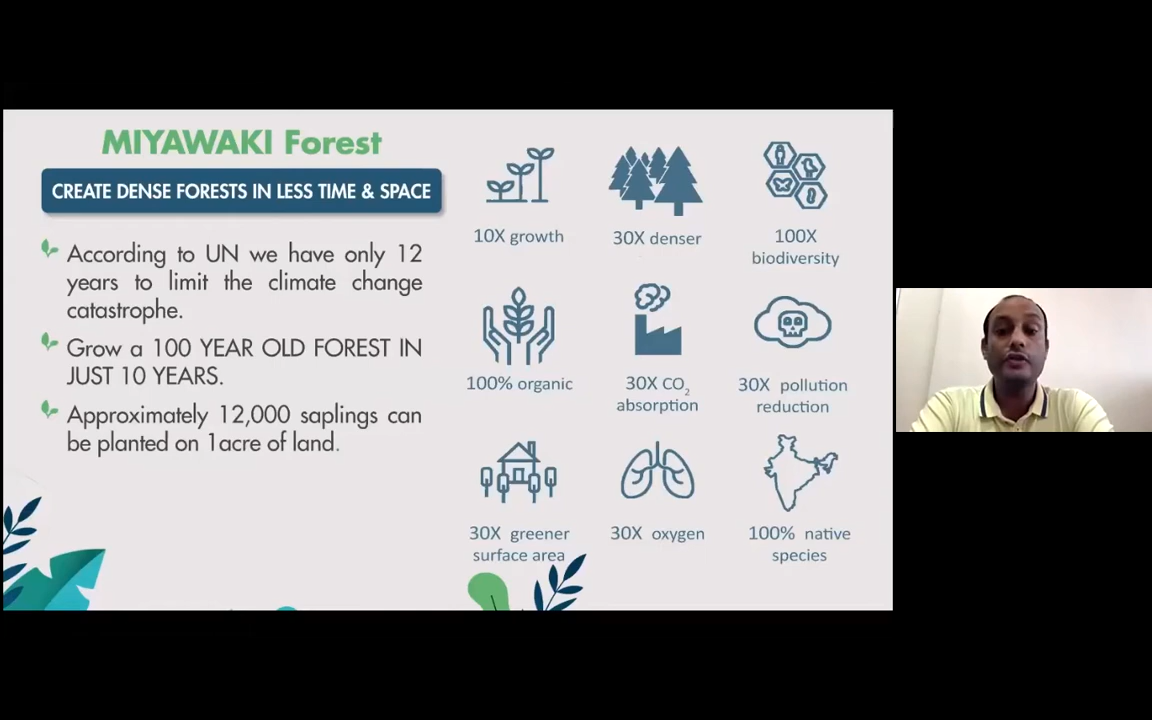 MIYAWAKI Forest
CREATE DENSE FORESTS IN LESS TIME & SPACE
According to UN we have only 12
years to limit the climate change
catastrophe.
Grow a 100 YEAR OLD FOREST IN
JUST 10 YEARS.
Approximately 12,000 saplings can
be planted on 1acre of land.
10X growth
30X denser
100X
biodiversity
100% organic
30X CO₂
absorption
30X pollution
reduction
30X greener
surface area
30X oxygen
100% native
species